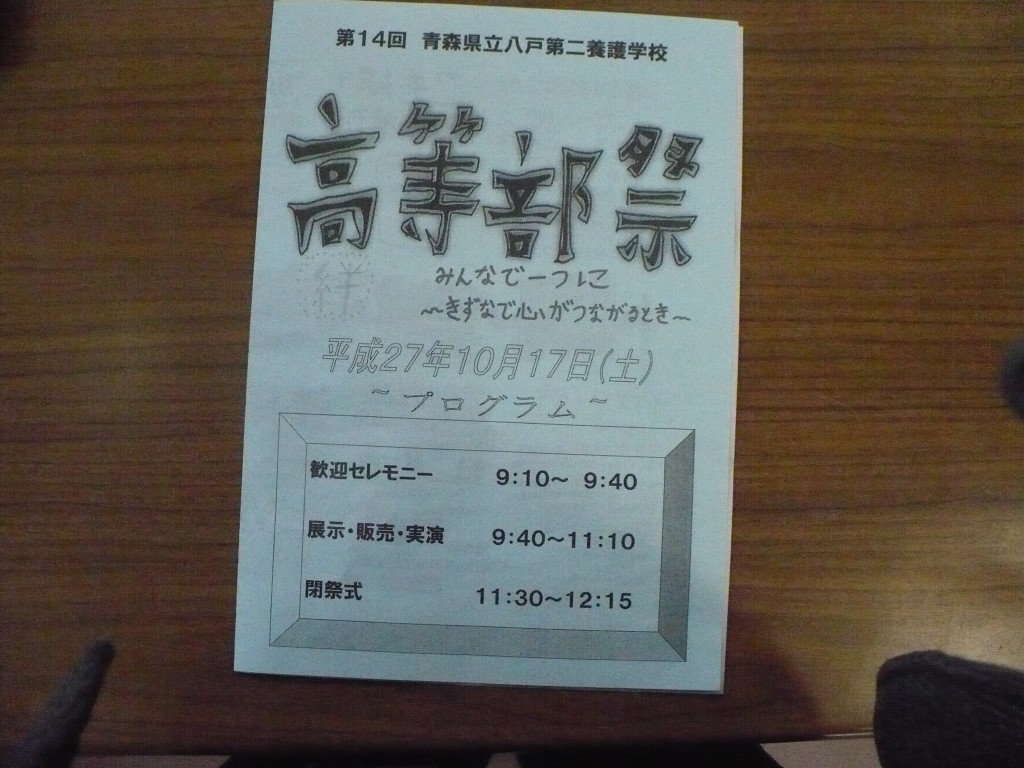 第14回 青森県立八戸第二養護学校
高等部祭
絆
みんなで一つに
～きずなで心がつながるとき～
平成27年10月17日(土)
~プログラム~
歓迎セレモニー 9:10～ 9:40
展示・販売・実演 9:40～11:10
閉祭式 11:30～12:15